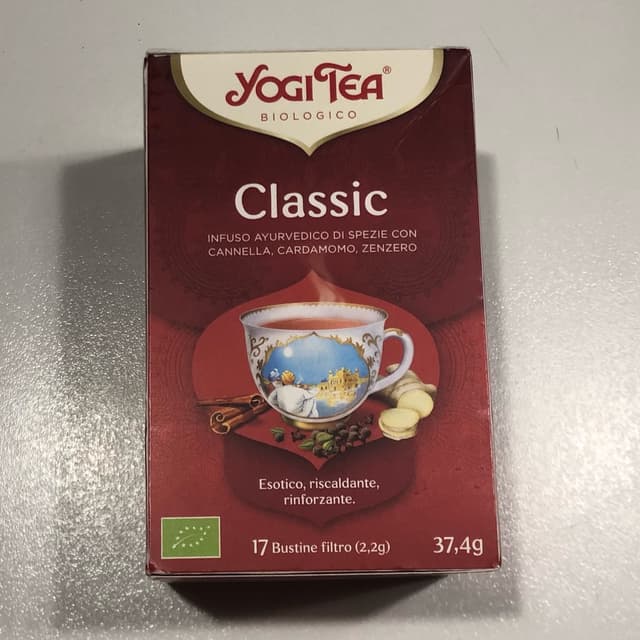 YOGI TEA®
BIOLOGICO
Classic
INFUSO AYURVEDICO DI SPEZIE CON
CANNELLA, CARDAMOMO, ZENZERO
Esotico, riscaldante,
rinforzante.
17 Bustine filtro (2,2g) 37,4g